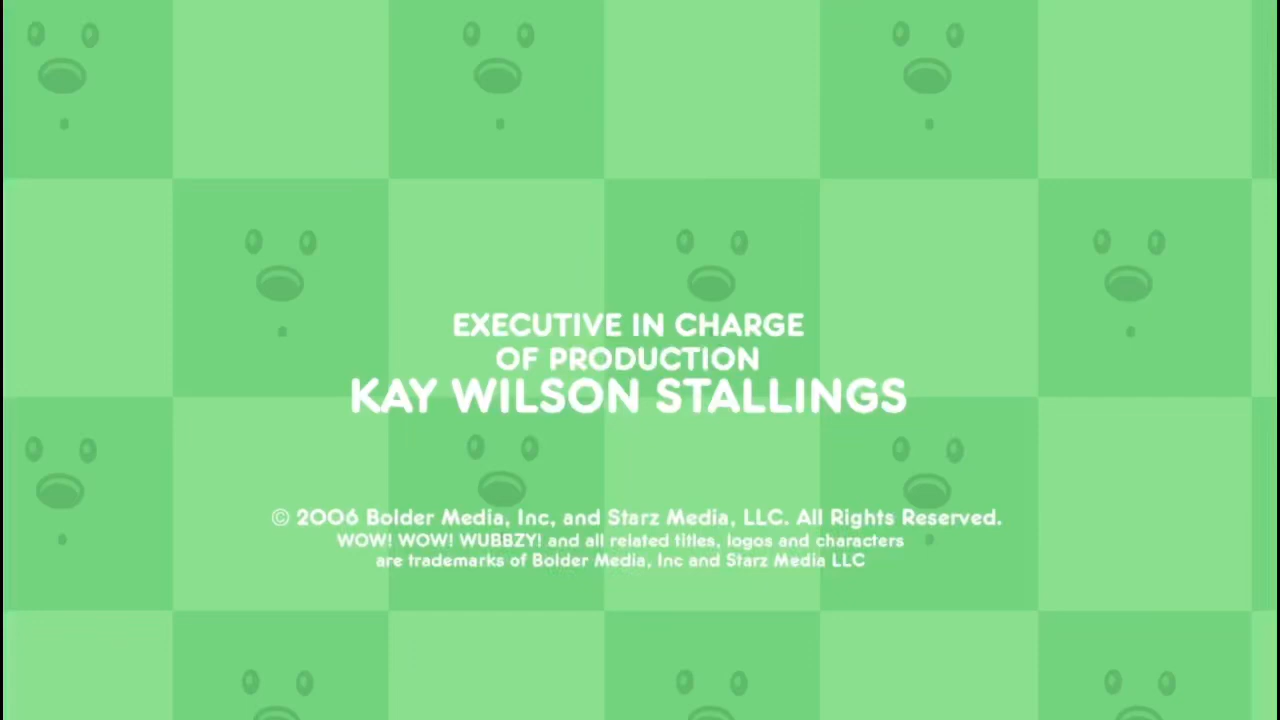 EXECUTIVE IN CHARGE
OF PRODUCTION
KAY WILSON STALLINGS
© 2006 Bolder Media, Inc, and Starz Media, LLC. All Rights Reserved.
WOW! WOW! WUBBZY! and all related titles, logos and characters
are trademarks of Bolder Media, Inc and Starz Media LLC